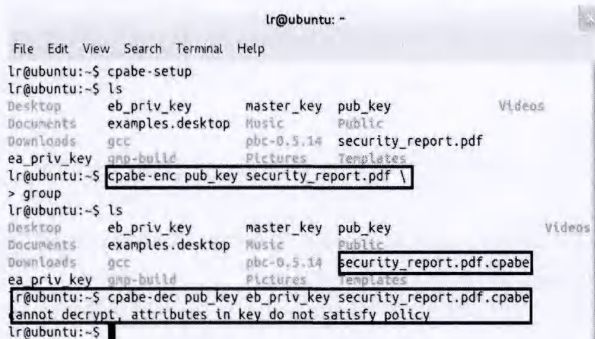 lr@ubuntu: ~
File Edit View Search Terminal Help
lr@ubuntu:~$ cpabe-setup
lr@ubuntu:~$ ls
Desktop eb_priv_key master_key pub_key Videos
Documents examples.desktop Music Public
Downloads gcc pbc-0.5.14 security_report.pdf
ea_priv_key gmp-build Pictures Templates
lr@ubuntu:~$ cpabe-enc pub_key security_report.pdf \
> group
lr@ubuntu:~$ ls
Desktop eb_priv_key master_key pub_key Videos
Documents examples.desktop Music Public
Downloads gcc pbc-0.5.14 security_report.pdf.cpabe
ea_priv_key gmp-build Pictures Templates
lr@ubuntu:~$ cpabe-dec pub_key eb_priv_key security_report.pdf.cpabe
cannot decrypt, attributes in key do not satisfy policy
lr@ubuntu:~$